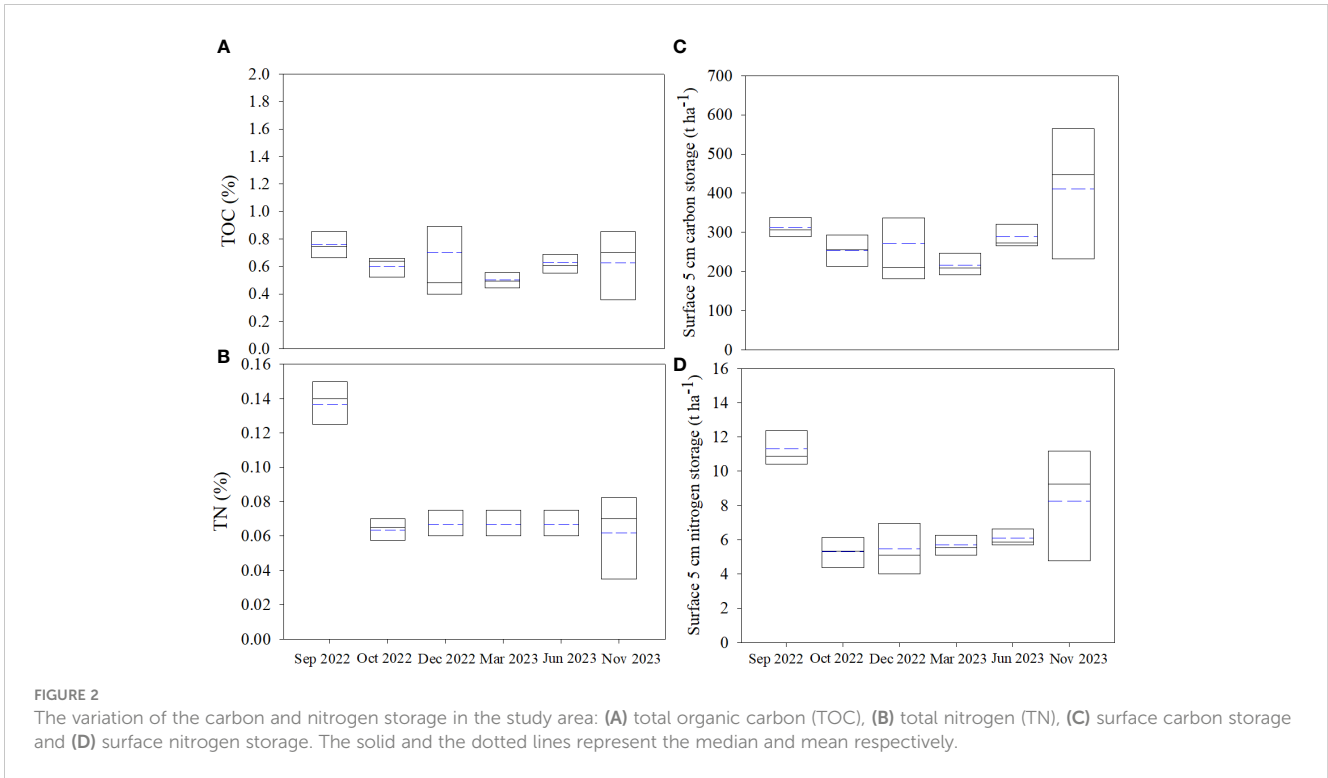 A
2.0
1.8
1.6
1.4
1.2
1.0
0.8
0.6
0.4
0.2
0.0
TOC (%)
B
0.16
0.14
0.12
0.10
0.08
0.06
0.04
0.02
0.00
TN (%)
Sep 2022 Oct 2022 Dec 2022 Mar 2023 Jun 2023 Nov 2023
C
700
600
500
400
300
200
100
0
Surface 5 cm carbon storage (t ha⁻¹)
D
16
14
12
10
8
6
4
2
0
Surface 5 cm nitrogen storage (t ha⁻¹)
Sep 2022 Oct 2022 Dec 2022 Mar 2023 Jun 2023 Nov 2023
FIGURE 2
The variation of the carbon and nitrogen storage in the study area: (A) total organic carbon (TOC), (B) total nitrogen (TN), (C) surface carbon storage
and (D) surface nitrogen storage. The solid and the dotted lines represent the median and mean respectively.